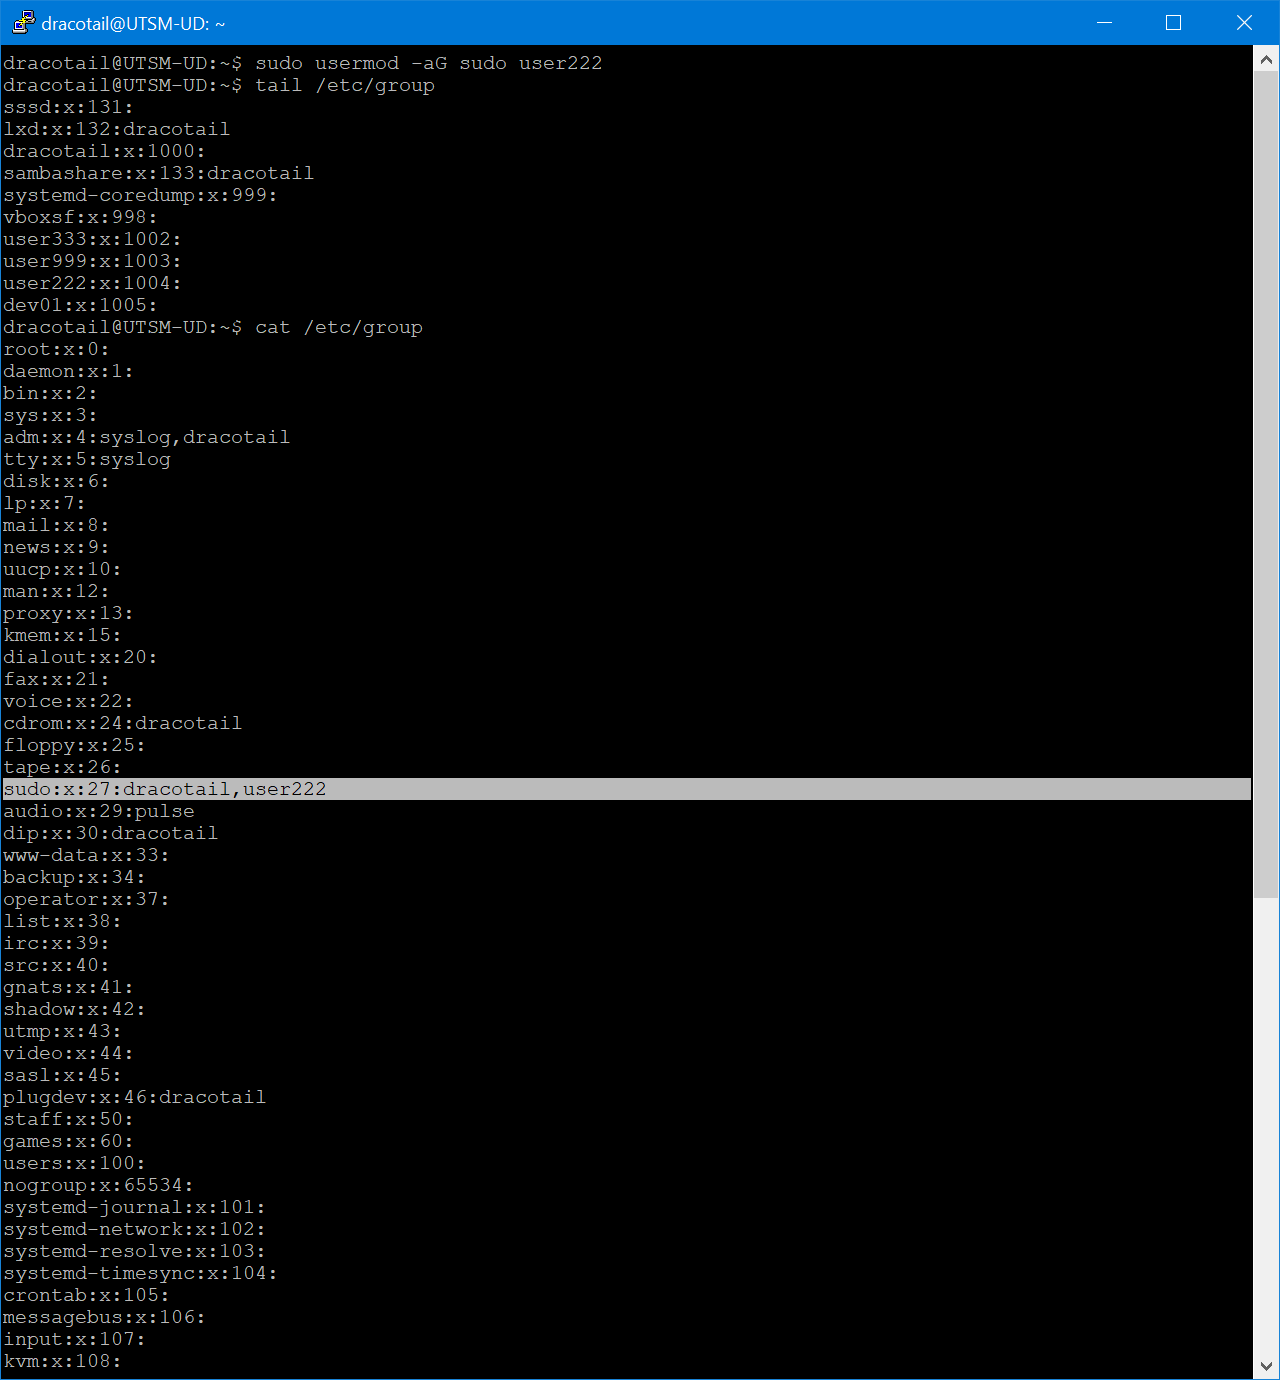 dracotail@UTSM-UD: ~
dracotail@UTSM-UD:~$ sudo usermod -aG sudo user222
dracotail@UTSM-UD:~$ tail /etc/group
sssd:x:131:
lxd:x:132:dracotail
dracotail:x:1000:
sambashare:x:133:dracotail
systemd-coredump:x:999:
vboxsf:x:998:
user333:x:1002:
user999:x:1003:
user222:x:1004:
dev01:x:1005:
dracotail@UTSM-UD:~$ cat /etc/group
root:x:0:
daemon:x:1:
bin:x:2:
sys:x:3:
adm:x:4:syslog,dracotail
tty:x:5:syslog
disk:x:6:
lp:x:7:
mail:x:8:
news:x:9:
uucp:x:10:
man:x:12:
proxy:x:13:
kmem:x:15:
dialout:x:20:
fax:x:21:
voice:x:22:
cdrom:x:24:dracotail
floppy:x:25:
tape:x:26:
sudo:x:27:dracotail,user222
audio:x:29:pulse
dip:x:30:dracotail
www-data:x:33:
backup:x:34:
operator:x:37:
list:x:38:
irc:x:39:
src:x:40:
gnats:x:41:
shadow:x:42:
utmp:x:43:
video:x:44:
sasl:x:45:
plugdev:x:46:dracotail
staff:x:50:
games:x:60:
users:x:100:
nogroup:x:65534:
systemd-journal:x:101:
systemd-network:x:102:
systemd-resolve:x:103:
systemd-timesync:x:104:
crontab:x:105:
messagebus:x:106:
input:x:107:
kvm:x:108: